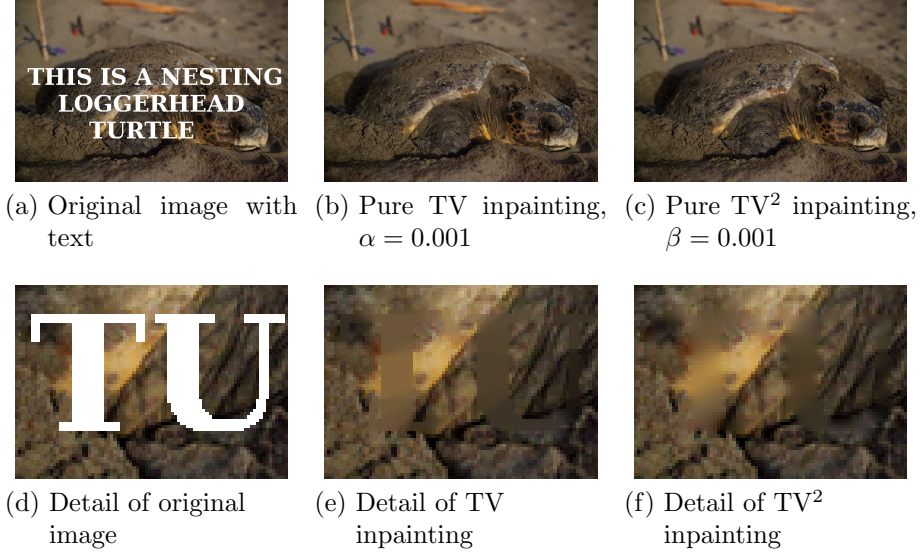 THIS IS A NESTING
LOGGERHEAD
TURTLE
(a) Original image with
text
(b) Pure TV inpainting,
α = 0.001
(c) Pure TV² inpainting,
β = 0.001
TU
(d) Detail of original
image
(e) Detail of TV
inpainting
(f) Detail of TV²
inpainting